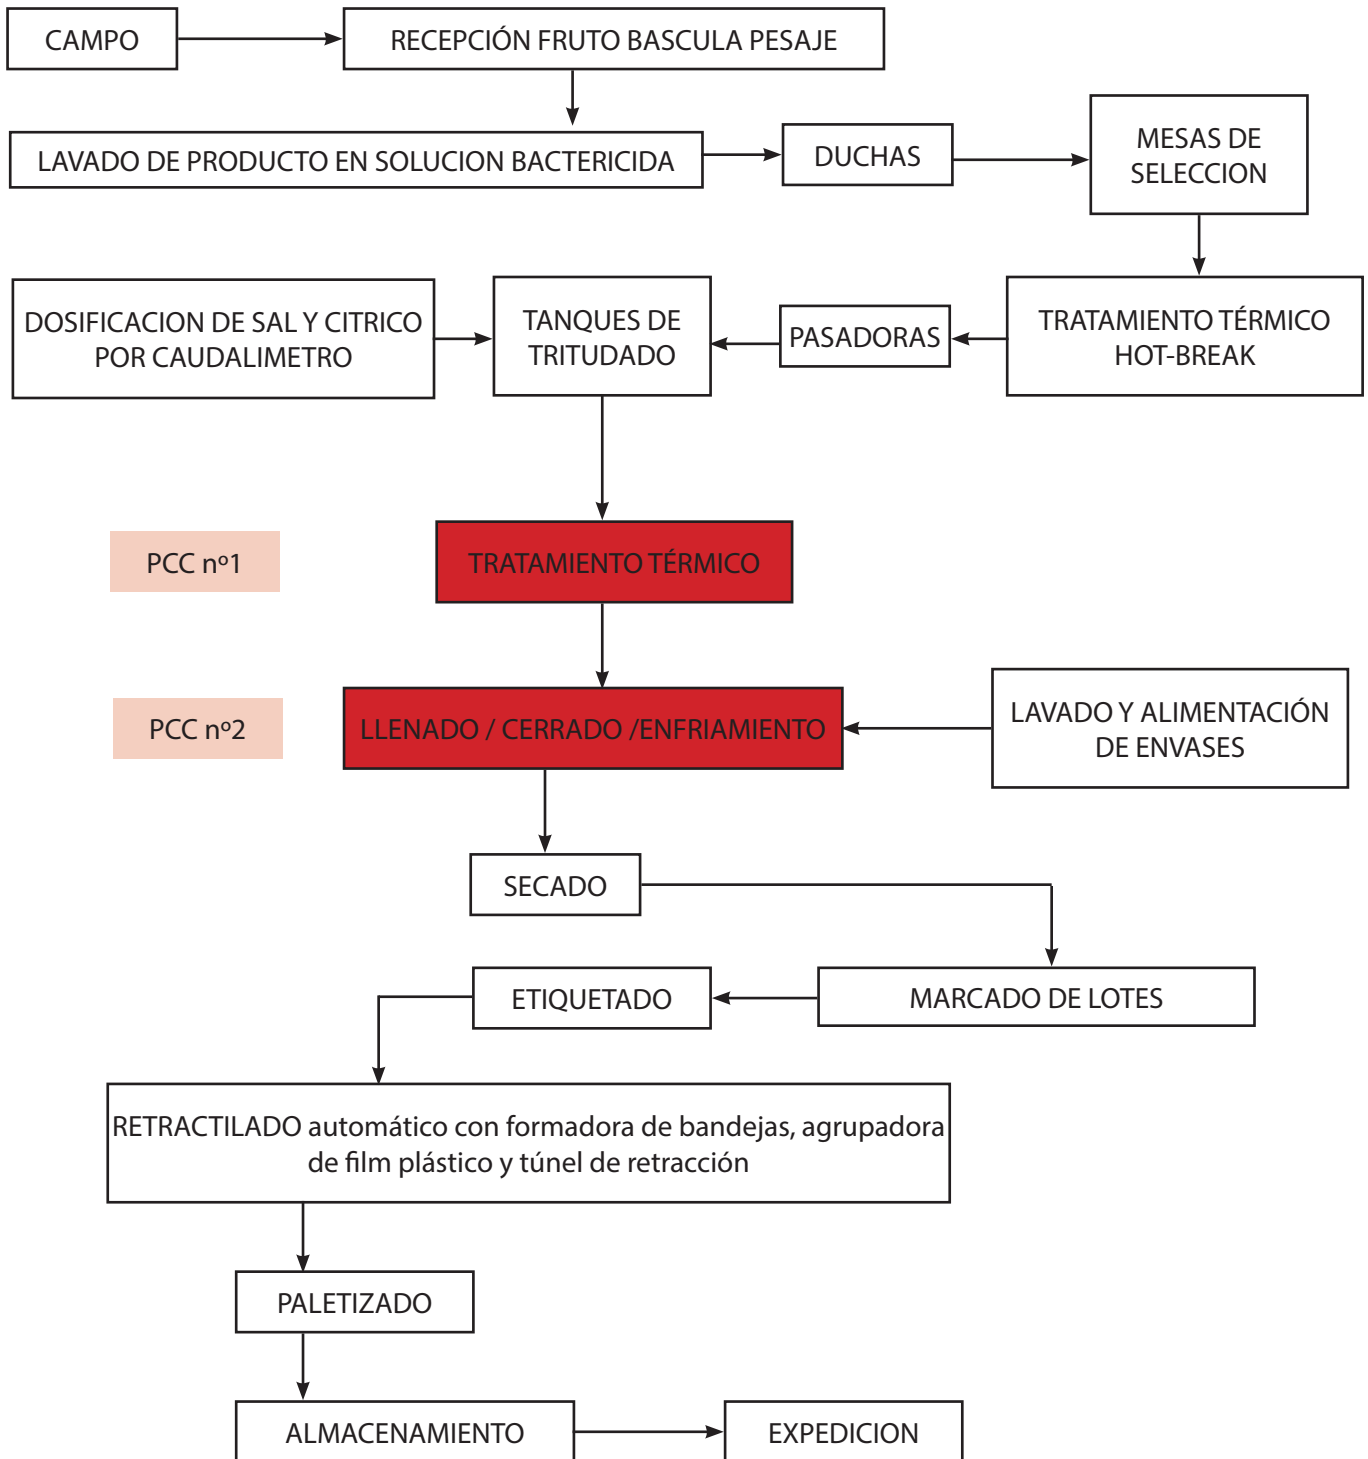 CAMPO
RECEPCIÓN FRUTO BASCULA PESAJE
LAVADO DE PRODUCTO EN SOLUCION BACTERICIDA
DUCHAS
MESAS DE
SELECCION
DOSIFICACION DE SAL Y CITRICO
POR CAUDALIMETRO
TANQUES DE
TRITUDADO
PASADORAS
TRATAMIENTO TÉRMICO
HOT-BREAK
PCC nº1
TRATAMIENTO TÉRMICO
PCC nº2
LLENADO / CERRADO /ENFRIAMIENTO
LAVADO Y ALIMENTACIÓN
DE ENVASES
SECADO
ETIQUETADO
MARCADO DE LOTES
RETRACTILADO automático con formadora de bandejas, agrupadora
de film plástico y túnel de retracción
PALETIZADO
ALMACENAMIENTO
EXPEDICION